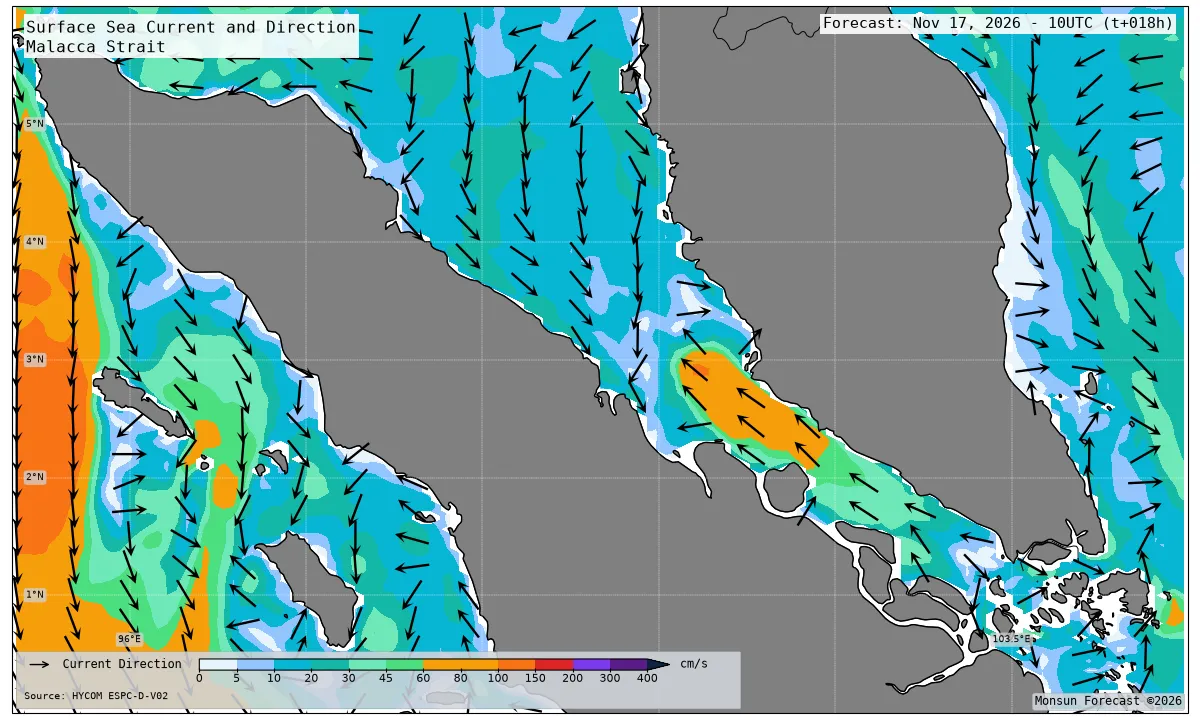 Surface Sea Current and Direction
Malacca Strait
Forecast: Nov 17, 2026 - 10UTC (t+018h)
5°N
4°N
3°N
2°N
1°N
96°E
103.5°E
Current Direction
0 5 10 20 30 45 60 80 100 150 200 300 400 cm/s
Source: HYCOM ESPC-D-V02
Monsun Forecast ©2026